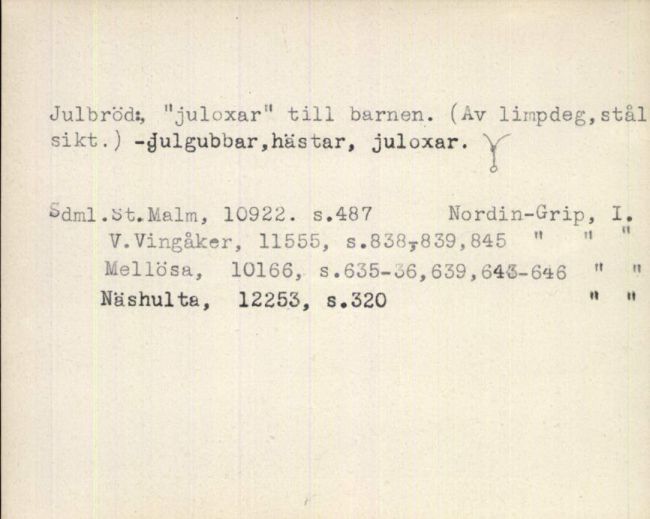 Julbröd:, "juloxar" till barnen. (Av limpdeg, stål
sikt.) -julgubbar, hästar, juloxar.
Sdml. St. Malm, 10922. s.487 Nordin-Grip, I.
V. Vingåker, 11555, s.838,839,845 " " "
Mellösa, 10166, s.635-36,639,643-646 " "
Näshulta, 12253, s.320 " "